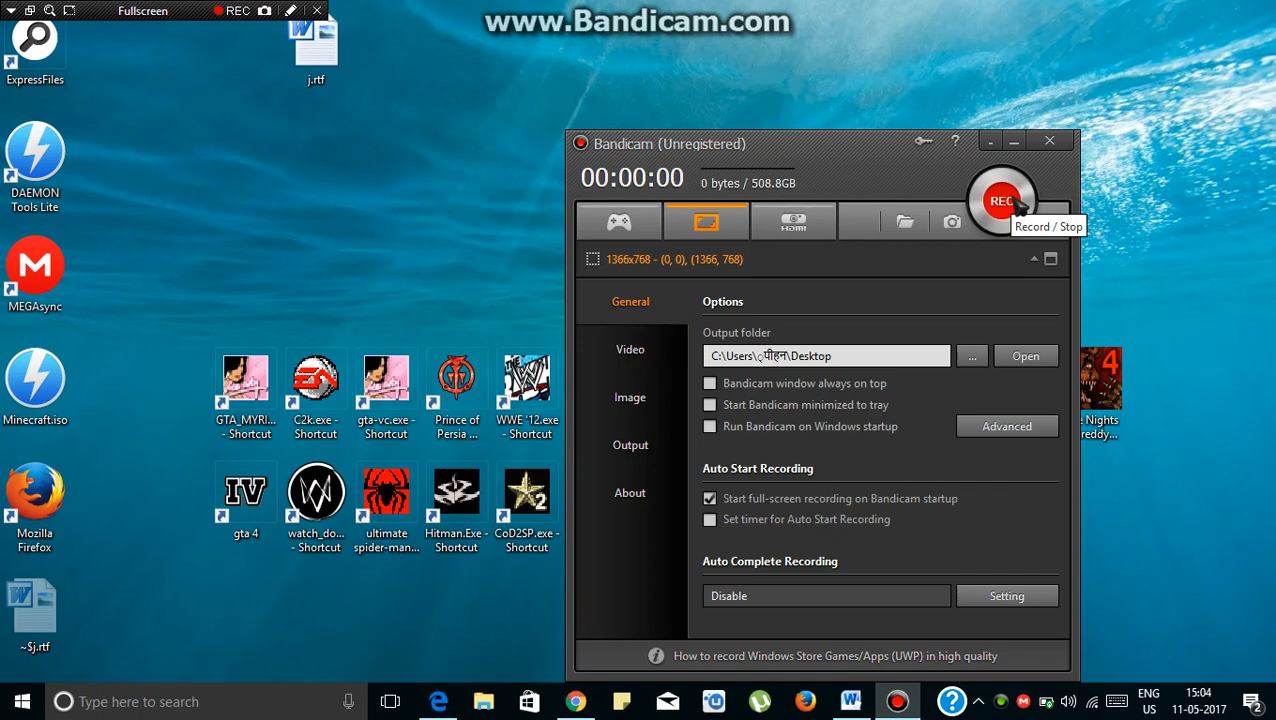 Fullscreen
REC
www.Bandicam.com
ExpressFiles
j.rtf
DAEMON
Tools Lite
MEGAsync
Minecraft.iso
Mozilla
Firefox
~$j.rtf
GTA_MYRI...
- Shortcut
C2k.exe -
Shortcut
gta-vc.exe -
Shortcut
Prince of
Persia ...
WWE '12.exe
- Shortcut
gta 4
watch_do...
- Shortcut
ultimate
spider-man...
Hitman.Exe -
Shortcut
CoD2SP.exe -
Shortcut
4
e Nights
reddy...
Bandicam (Unregistered)
00:00:00
0 bytes / 508.8GB
REC
Record / Stop
HDMI
1366x768 - (0, 0), (1366, 768)
General
Video
Image
Output
About
Options
Output folder
C:\Users\ीपीहन\Desktop
...
Open
Bandicam window always on top
Start Bandicam minimized to tray
Run Bandicam on Windows startup
Advanced
Auto Start Recording
Start full-screen recording on Bandicam startup
Set timer for Auto Start Recording
Auto Complete Recording
Disable
Setting
How to record Windows Store Games/Apps (UWP) in high quality
Type here to search
ENG
US
15:04
11-05-2017
2